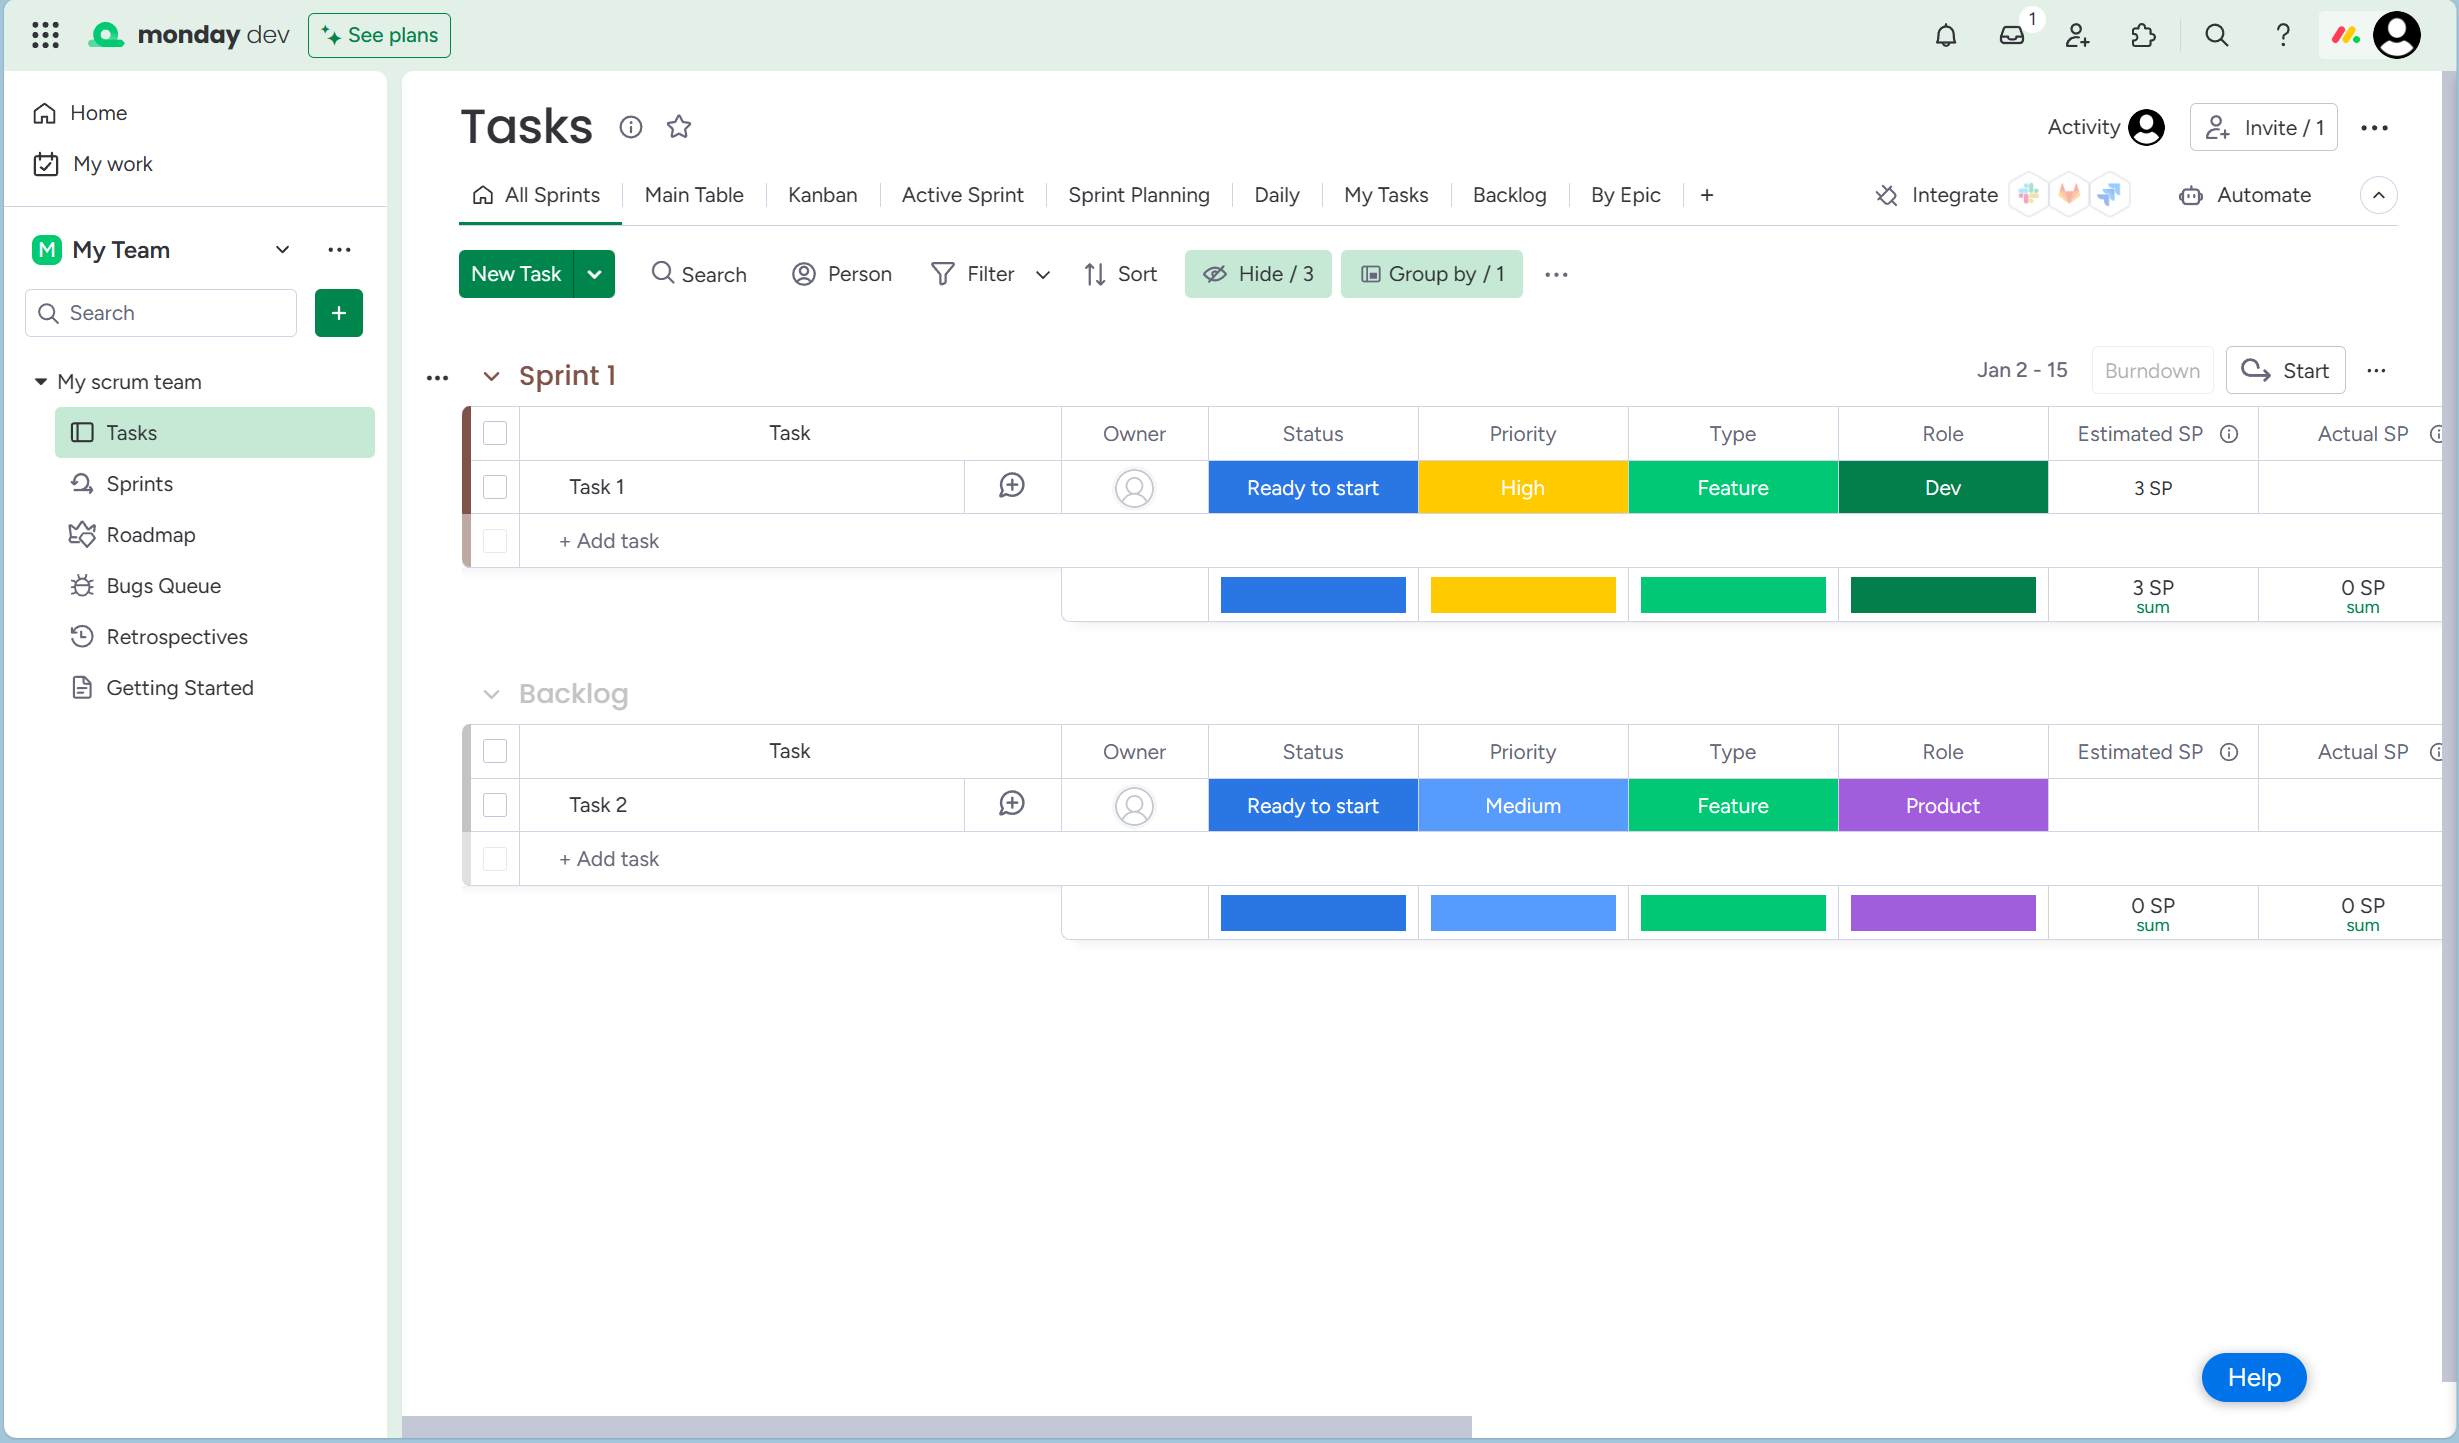 monday dev
See plans
1
Home
My work
M My Team
Search
+
My scrum team
Tasks
Sprints
Roadmap
Bugs Queue
Retrospectives
Getting Started
Tasks
Activity
Invite / 1
All Sprints
Main Table
Kanban
Active Sprint
Sprint Planning
Daily
My Tasks
Backlog
By Epic
+
Integrate
Automate
New Task
Search
Person
Filter
Sort
Hide / 3
Group by / 1
Sprint 1
Jan 2 - 15
Burndown
Start
Task Owner Status Priority Type Role Estimated SP Actual SP
Task 1 Ready to start High Feature Dev 3 SP
+ Add task
3 SP 0 SP
sum sum
Backlog
Task Owner Status Priority Type Role Estimated SP Actual SP
Task 2 Ready to start Medium Feature Product
+ Add task
0 SP 0 SP
sum sum
Help